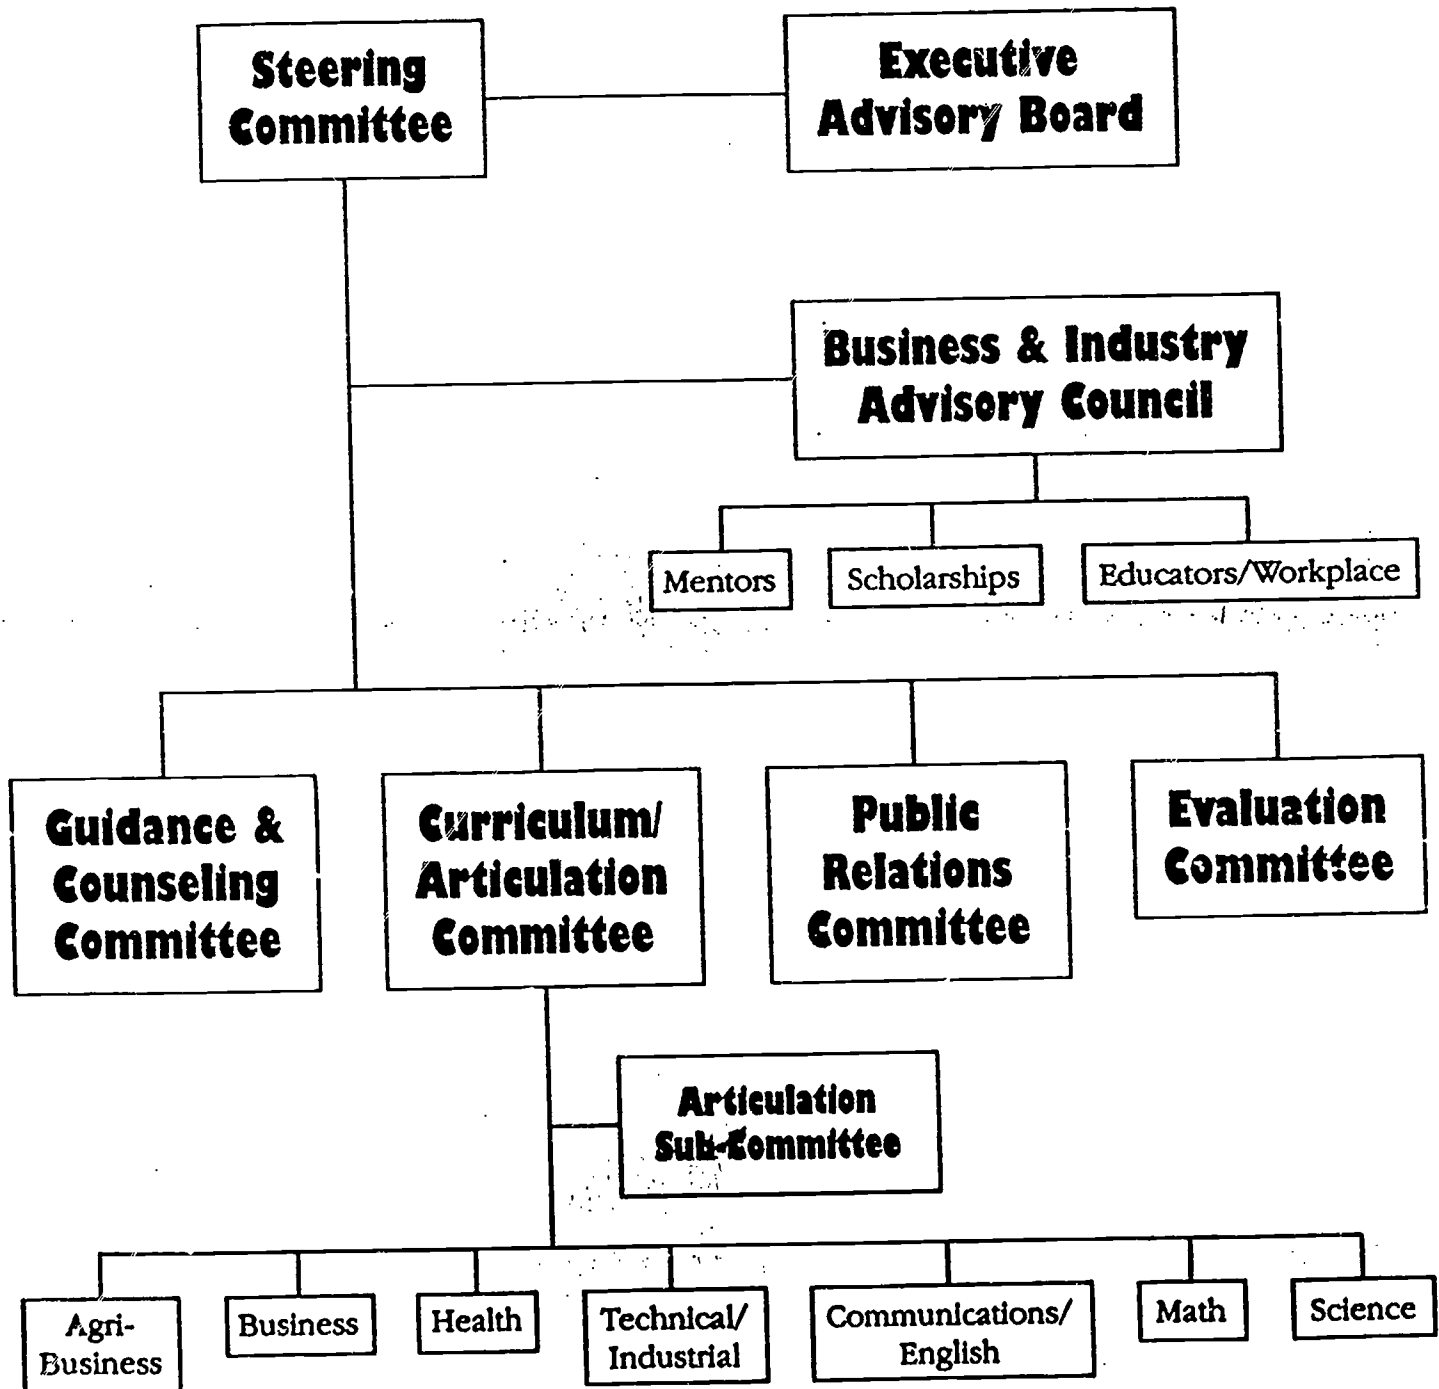 Steering
Committee
Executive
Advisory Board
Business & Industry
Advisory Council
Mentors
Scholarships
Educators/Workplace
Guidance &
Counseling
Committee
Curriculum/
Articulation
Committee
Public
Relations
Committee
Evaluation
Committee
Articulation
Sub-Committee
Agri-
Business
Business
Health
Technical/
Industrial
Communications/
English
Math
Science